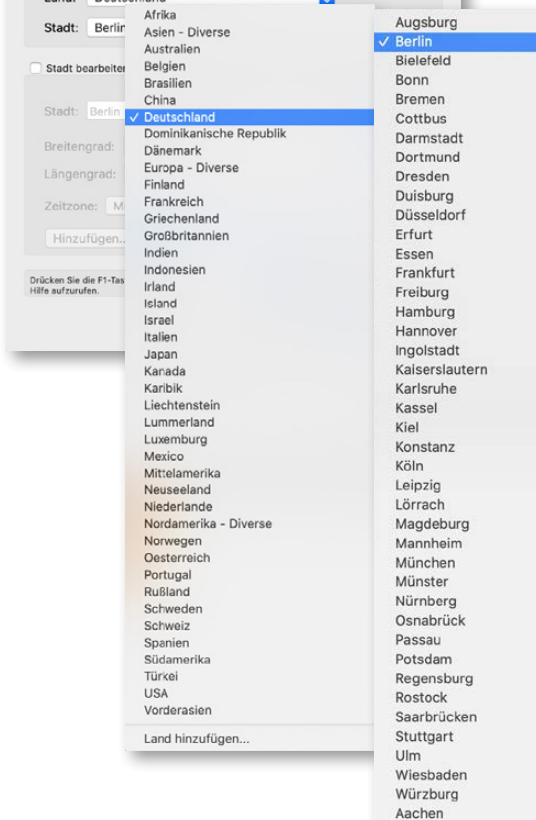 Land: Deutschland
Stadt: Berlin
Stadt bearbeiten
Stadt: Berlin
Breitengrad:
Längengrad:
Zeitzone:
Hinzufügen...
Drücken Sie die F1-Tas
Hilfe aufzurufen.
Afrika
Asien - Diverse
Australien
Belgien
Brasilien
China
✓ Deutschland
Dominikanische Republik
Dänemark
Europa - Diverse
Finland
Frankreich
Griechenland
Großbritannien
Indien
Indonesien
Irland
Island
Israel
Italien
Japan
Kanada
Karibik
Liechtenstein
Lummerland
Luxemburg
Mexico
Mittelamerika
Neuseeland
Niederlande
Nordamerika - Diverse
Norwegen
Oesterreich
Portugal
Rußland
Schweden
Schweiz
Spanien
Südamerika
Türkei
USA
Vorderasien
Land hinzufügen...
Augsburg
✓ Berlin
Bielefeld
Bonn
Bremen
Cottbus
Darmstadt
Dortmund
Dresden
Duisburg
Düsseldorf
Erfurt
Essen
Frankfurt
Freiburg
Hamburg
Hannover
Ingolstadt
Kaiserslautern
Karlsruhe
Kassel
Kiel
Konstanz
Köln
Leipzig
Lörrach
Magdeburg
Mannheim
München
Münster
Nürnberg
Osnabrück
Passau
Potsdam
Regensburg
Rostock
Saarbrücken
Stuttgart
Ulm
Wiesbaden
Würzburg
Aachen